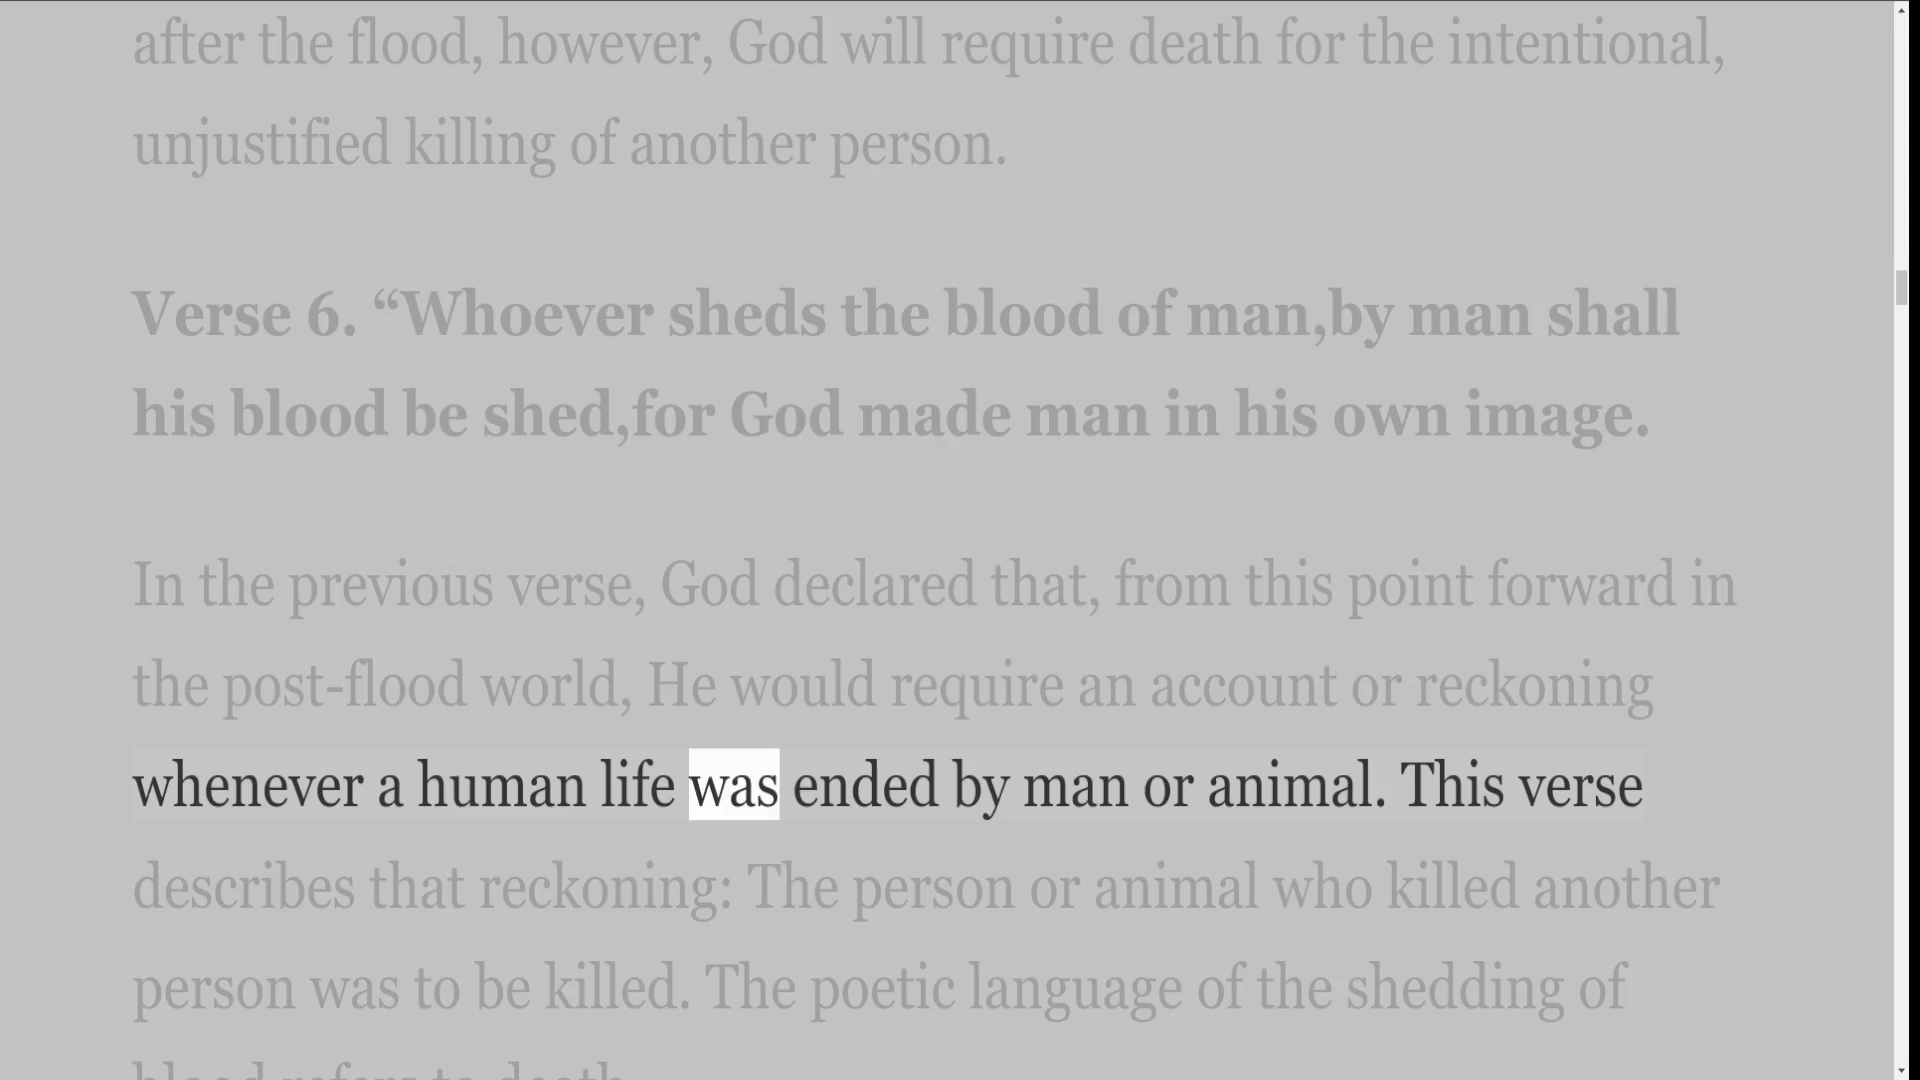 after the flood, however, God will require death for the intentional,
unjustified killing of another person.
Verse 6. “Whoever sheds the blood of man,by man shall
his blood be shed,for God made man in his own image.
In the previous verse, God declared that, from this point forward in
the post-flood world, He would require an account or reckoning
whenever a human life was ended by man or animal. This verse
describes that reckoning: The person or animal who killed another
person was to be killed. The poetic language of the shedding of
blood refers to death